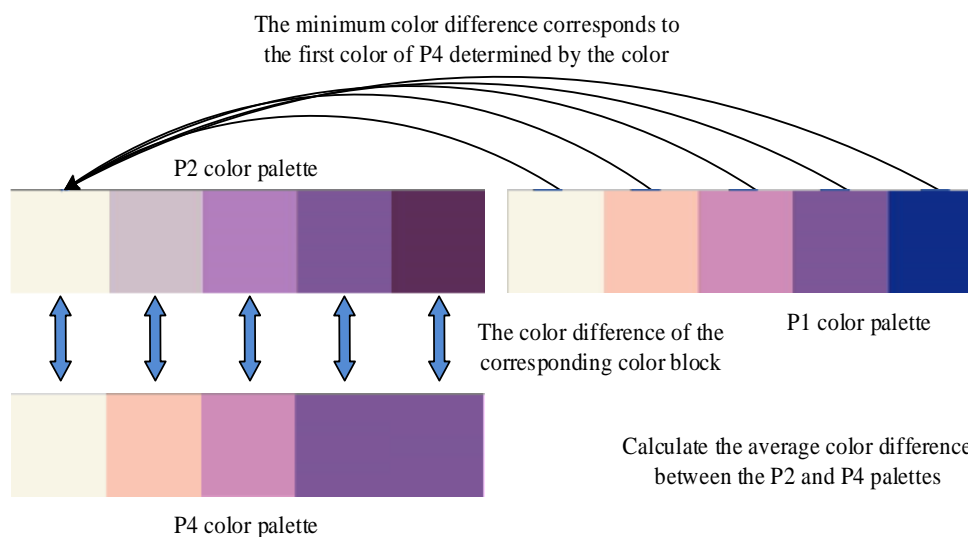 The minimum color difference corresponds to
the first color of P4 determined by the color
P2 color palette
P1 color palette
The color difference of the
corresponding color block
Calculate the average color difference
between the P2 and P4 palettes
P4 color palette